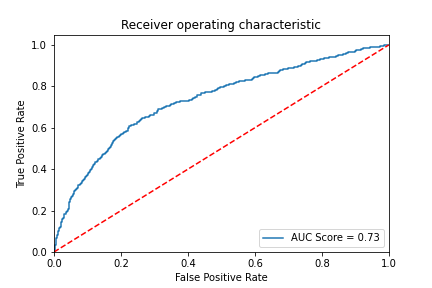 Receiver operating characteristic
True Positive Rate
1.0
0.8
0.6
0.4
0.2
0.0
AUC Score = 0.73
0.0 0.2 0.4 0.6 0.8 1.0
False Positive Rate